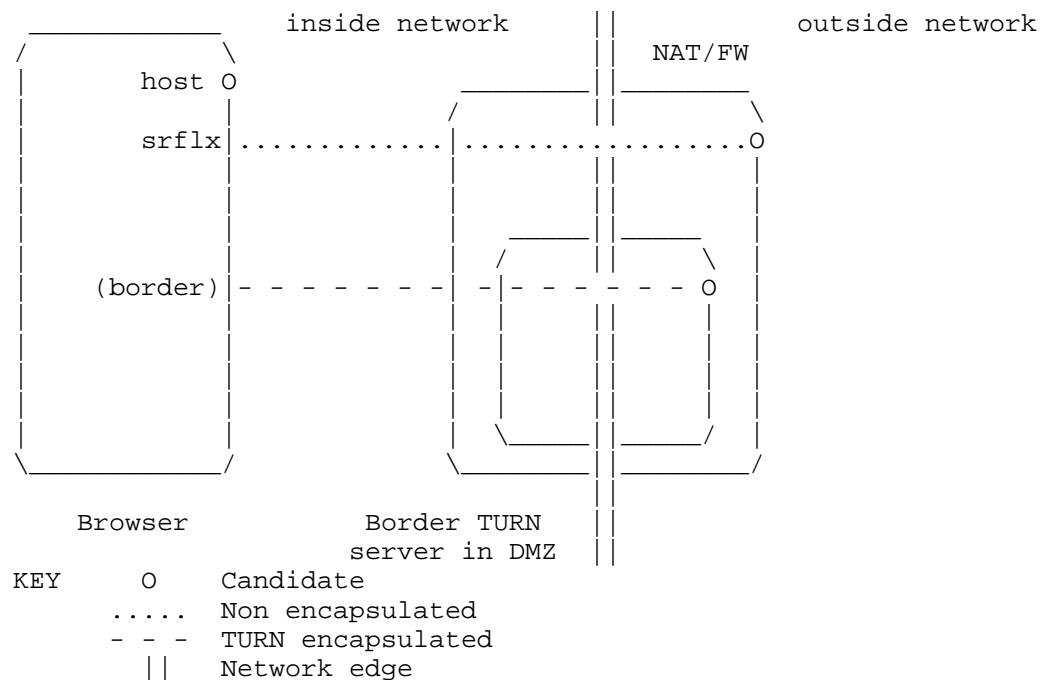 inside network outside network
NAT/FW
host O
srflx|.............|..................O
(border)|- - - - - - -| -|- - - - - - O
Browser Border TURN
server in DMZ
KEY O Candidate
..... Non encapsulated
- - - TURN encapsulated
|| Network edge